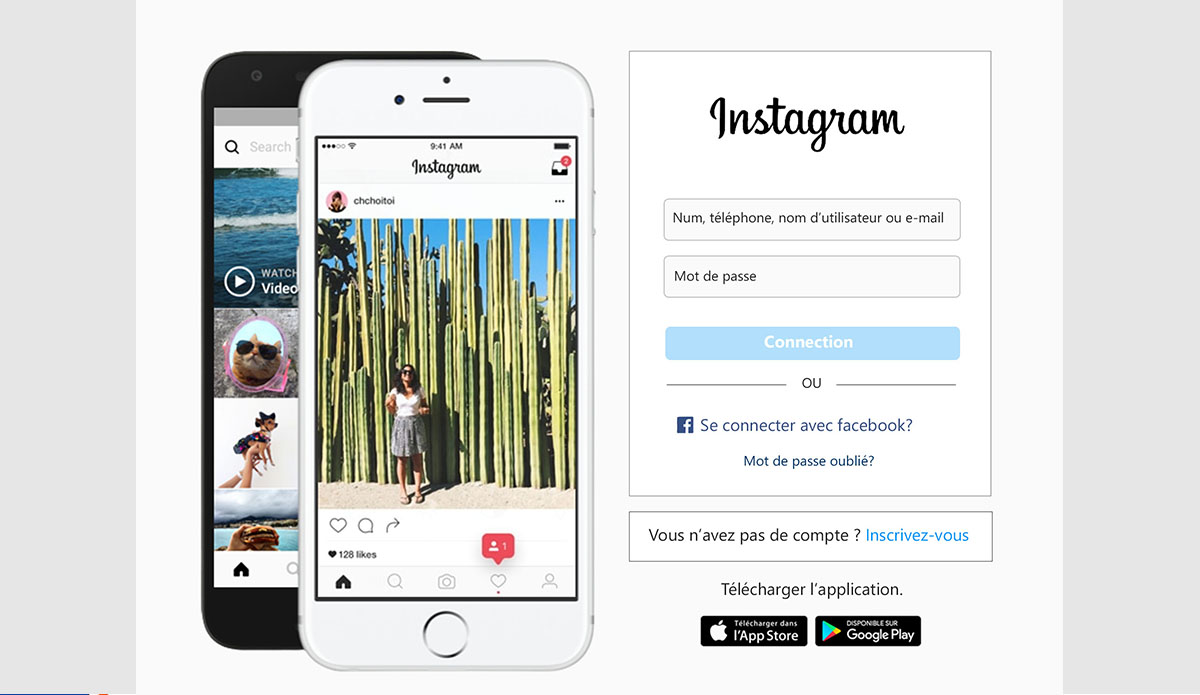 Search
WATCH
Video
9:41 AM
Instagram
2
chchoitoi
128 likes
1
Instagram
Num, téléphone, nom d’utilisateur ou e-mail
Mot de passe
Connection
OU
Se connecter avec facebook?
Mot de passe oublié?
Vous n’avez pas de compte ? Inscrivez-vous
Télécharger l’application.
Télécharger dans
l’App Store
DISPONIBLE SUR
Google Play